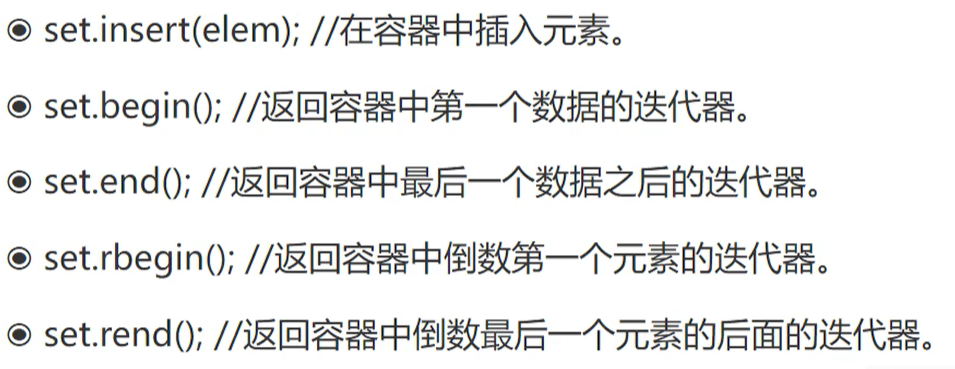 ◉ set.insert(elem); //在容器中插入元素。
◉ set.begin(); //返回容器中第一个数据的迭代器。
◉ set.end(); //返回容器中最后一个数据之后的迭代器。
◉ set.rbegin(); //返回容器中倒数第一个元素的迭代器。
◉ set.rend(); //返回容器中倒数最后一个元素的后面的迭代器。